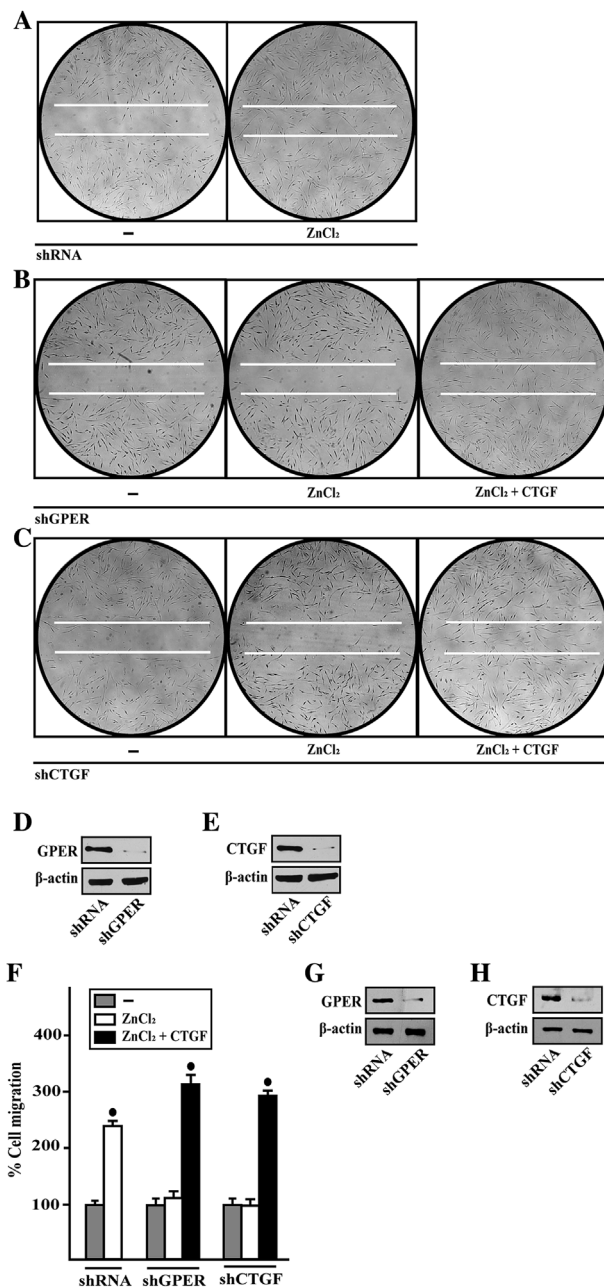 A
– ZnCl₂
shRNA
B
– ZnCl₂ ZnCl₂ + CTGF
shGPER
C
– ZnCl₂ ZnCl₂ + CTGF
shCTGF
D
GPER
β-actin
shRNA
shGPER
E
CTGF
β-actin
shRNA
shCTGF
F
–
ZnCl₂
ZnCl₂ + CTGF
% Cell migration
400
300
200
100
shRNA shGPER shCTGF
G
GPER
β-actin
shRNA
shGPER
H
CTGF
β-actin
shRNA
shCTGF